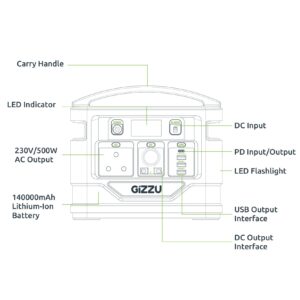 Carry Handle
LED Indicator
DC Input
230V/500W
AC Output
PD Input/Output
LED Flashlight
140000mAh
Lithium-Ion
Battery
GIZZU
USB Output
Interface
DC Output
Interface